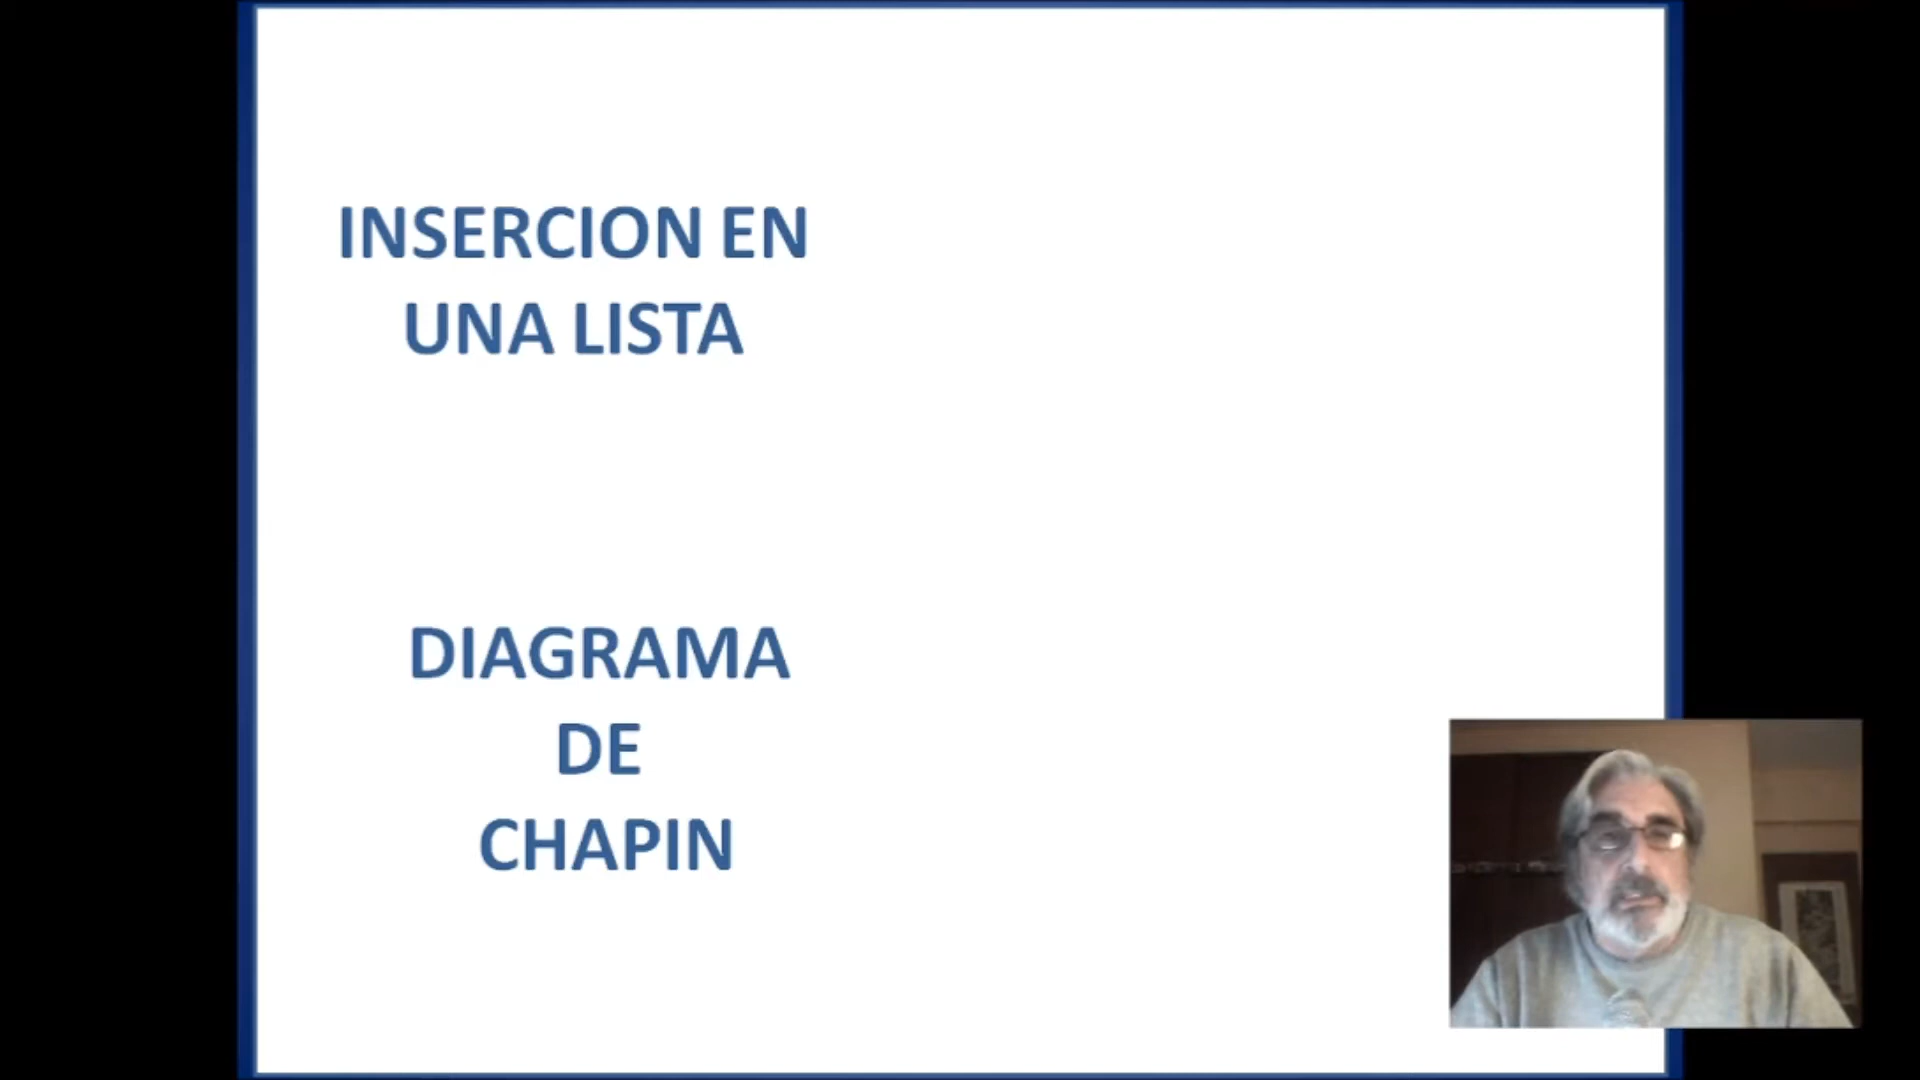 INSERCION EN
UNA LISTA
DIAGRAMA
DE
CHAPIN